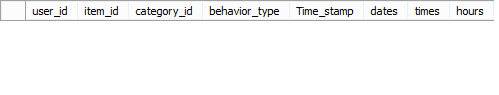 user_id item_id category_id behavior_type Time_stamp dates times hours